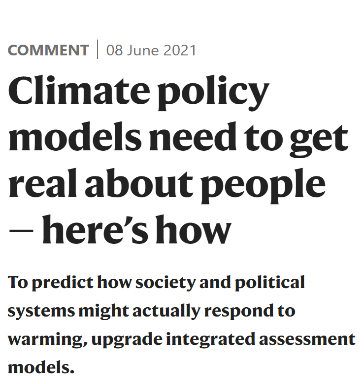 COMMENT | 08 June 2021
Climate policy
models need to get
real about people
— here’s how
To predict how society and political
systems might actually respond to
warming, upgrade integrated assessment
models.